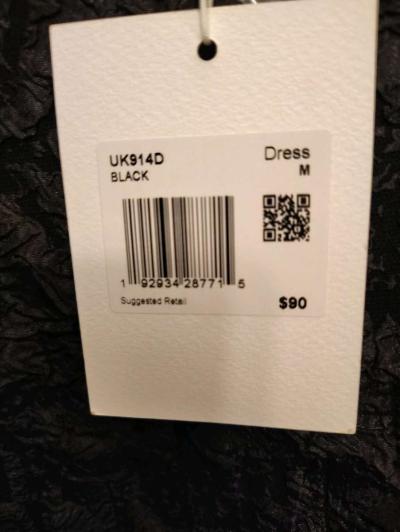 UK914D Dress
BLACK M
1 92934 28771 5
Suggested Retail $90